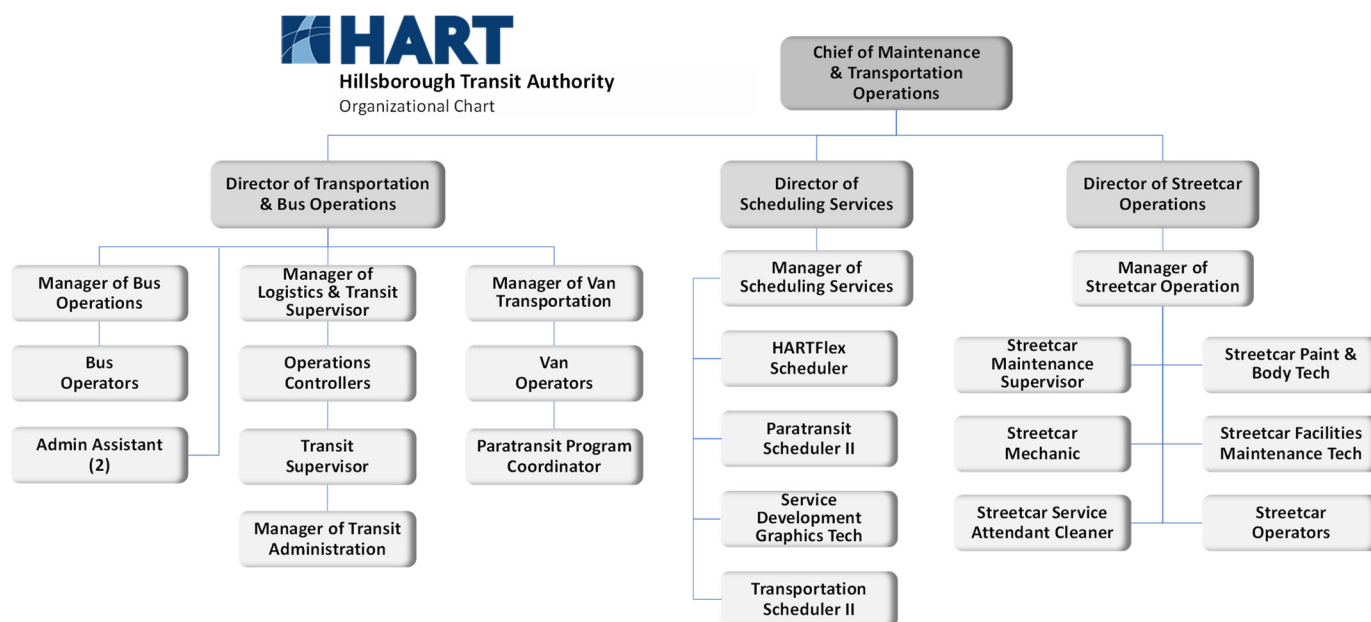 HART
Hillsborough Transit Authority
Organizational Chart
Chief of Maintenance
& Transportation
Operations
Director of Transportation
& Bus Operations
Director of
Scheduling Services
Director of Streetcar
Operations
Manager of Bus
Operations
Manager of
Logistics & Transit
Supervisor
Manager of Van
Transportation
Manager of
Scheduling Services
Manager of
Streetcar Operation
Bus
Operators
Operations
Controllers
Van
Operators
HARTFlex
Scheduler
Streetcar
Maintenance
Supervisor
Streetcar Paint &
Body Tech
Admin Assistant
(2)
Transit
Supervisor
Paratransit Program
Coordinator
Paratransit
Scheduler II
Streetcar
Mechanic
Streetcar Facilities
Maintenance Tech
Manager of Transit
Administration
Service
Development
Graphics Tech
Streetcar Service
Attendant Cleaner
Streetcar
Operators
Transportation
Scheduler II